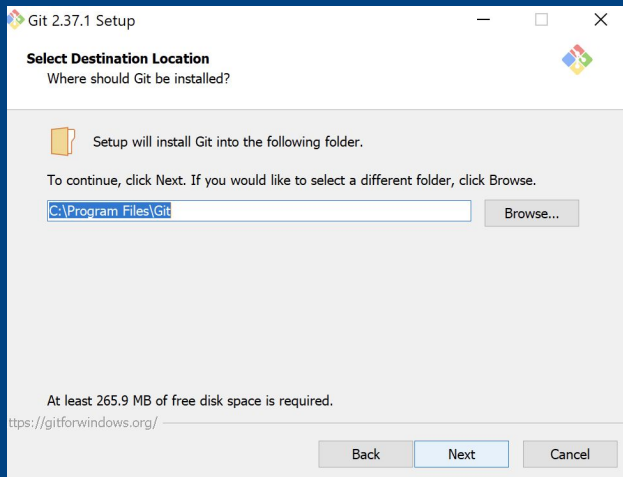 Git 2.37.1 Setup
Select Destination Location
Where should Git be installed?
Setup will install Git into the following folder.
To continue, click Next. If you would like to select a different folder, click Browse.
C:\Program Files\Git
Browse...
At least 265.9 MB of free disk space is required.
ttps://gitforwindows.org/
Back
Next
Cancel